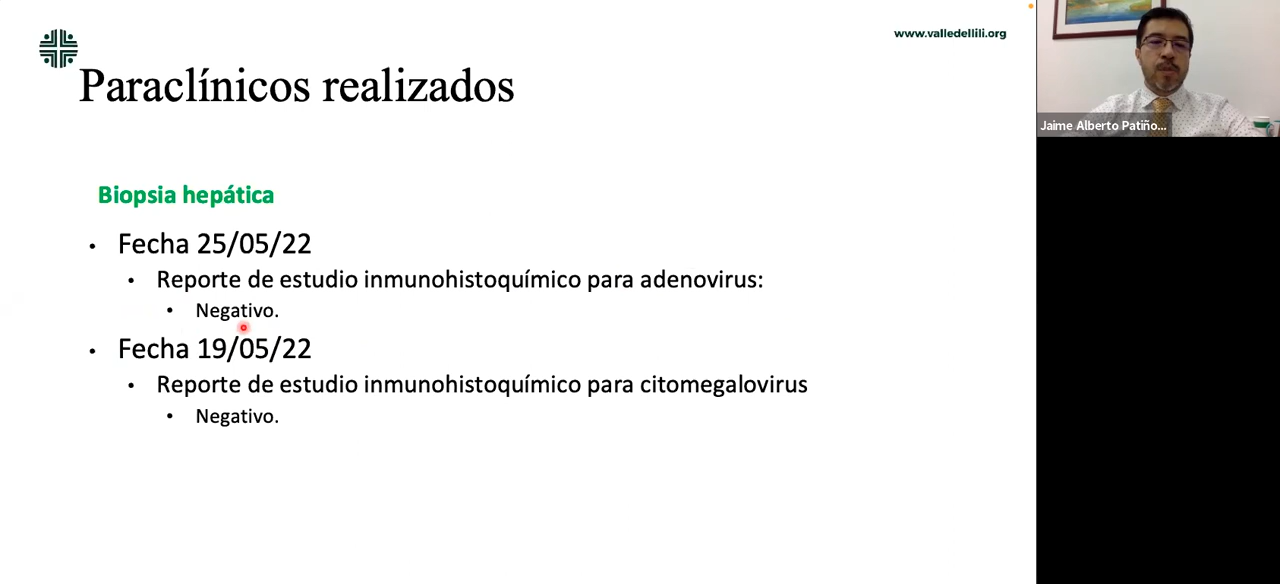 www.valledellili.org
Paraclínicos realizados
Jaime Alberto Patiño...
Biopsia hepática
• Fecha 25/05/22
• Reporte de estudio inmunohistoquímico para adenovirus:
• Negativo.
• Fecha 19/05/22
• Reporte de estudio inmunohistoquímico para citomegalovirus
• Negativo.